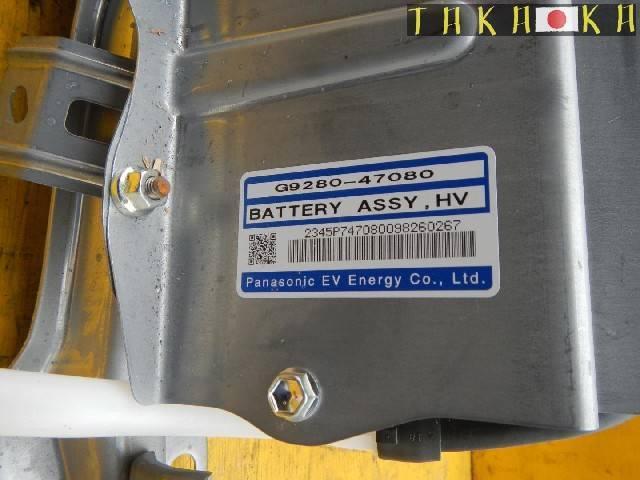 TAKAOKA
G9280-47080
BATTERY ASSY,HV
2345P747080098260267
Panasonic EV Energy Co., Ltd.